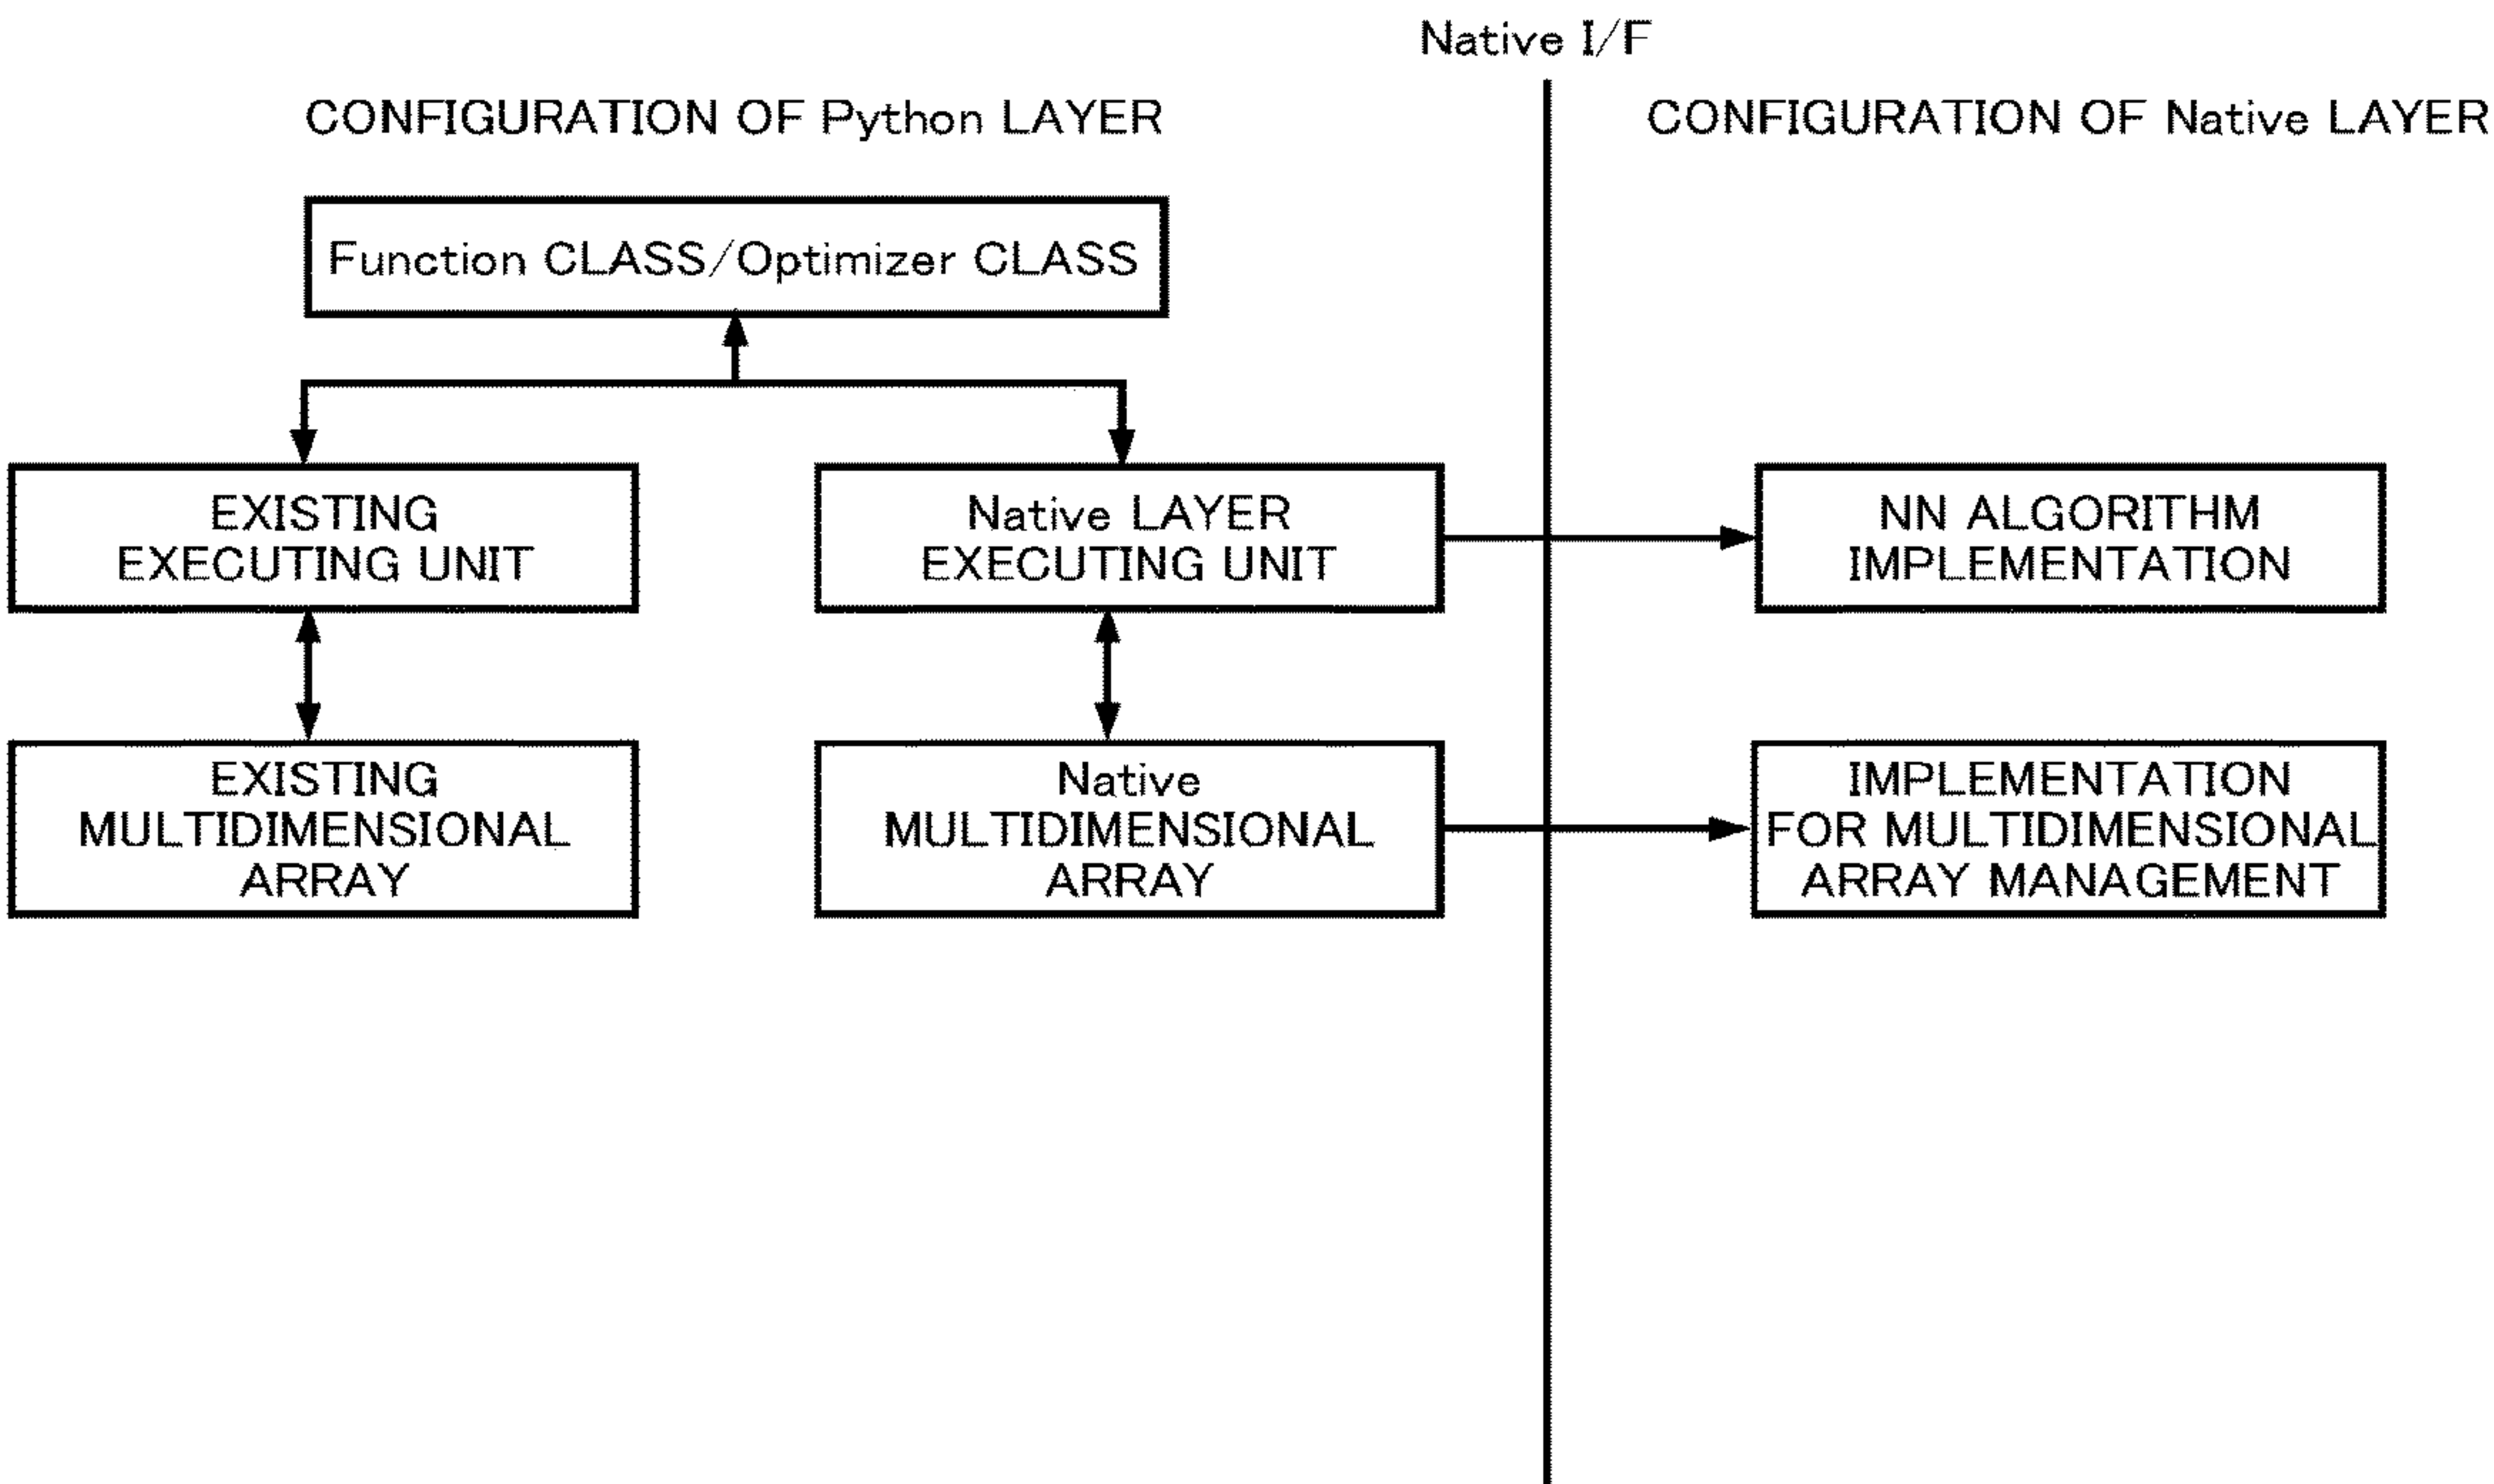 Native I/F
CONFIGURATION OF Python LAYER
CONFIGURATION OF Native LAYER
Function CLASS/Optimizer CLASS
EXISTING
EXECUTING UNIT
Native LAYER
EXECUTING UNIT
NN ALGORITHM
IMPLEMENTATION
EXISTING
MULTIDIMENSIONAL
ARRAY
Native
MULTIDIMENSIONAL
ARRAY
IMPLEMENTATION
FOR MULTIDIMENSIONAL
ARRAY MANAGEMENT